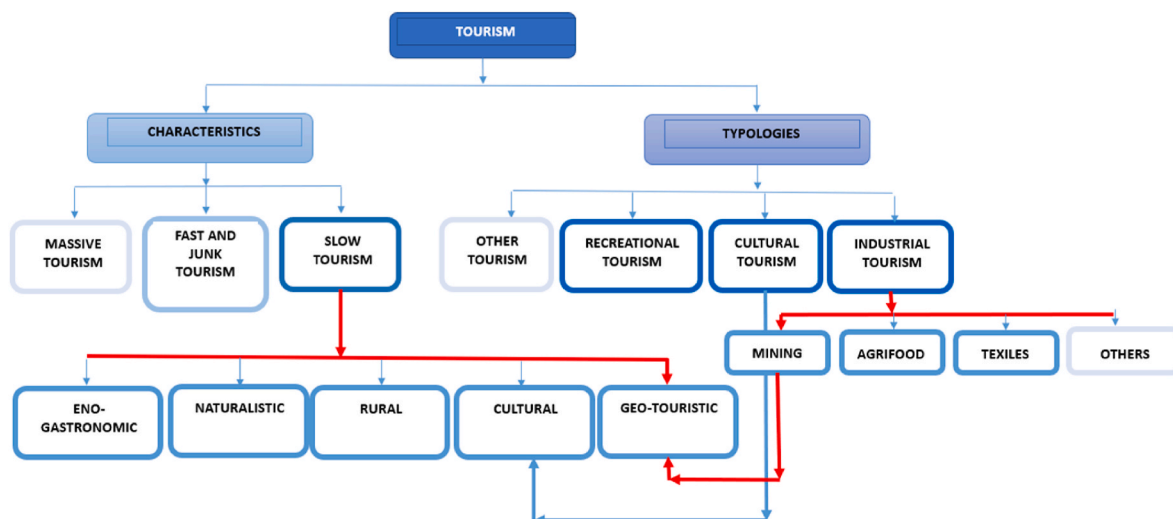 TOURISM
CHARACTERISTICS
TYPOLOGIES
MASSIVE
TOURISM
FAST AND
JUNK
TOURISM
SLOW
TOURISM
OTHER
TOURISM
RECREATIONAL
TOURISM
CULTURAL
TOURISM
INDUSTRIAL
TOURISM
MINING
AGRIFOOD
TEXILES
OTHERS
ENO-
GASTRONOMIC
NATURALISTIC
RURAL
CULTURAL
GEO-TOURISTIC